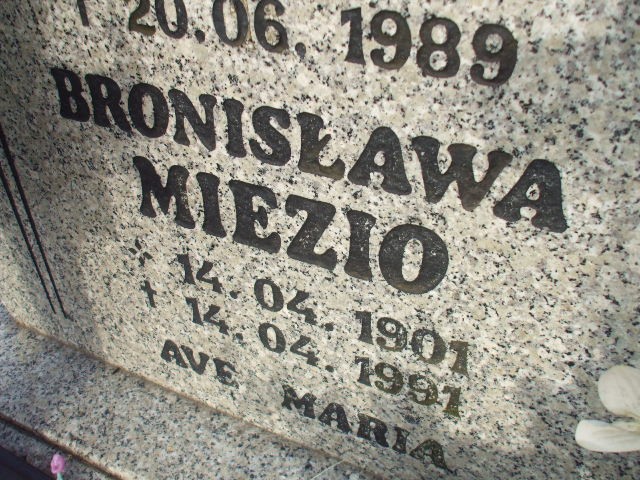 † 20.06. 1989
BRONISŁAWA
MIEZIO
* 14.04. 1901
† 14.04. 1991
AVE MARIA